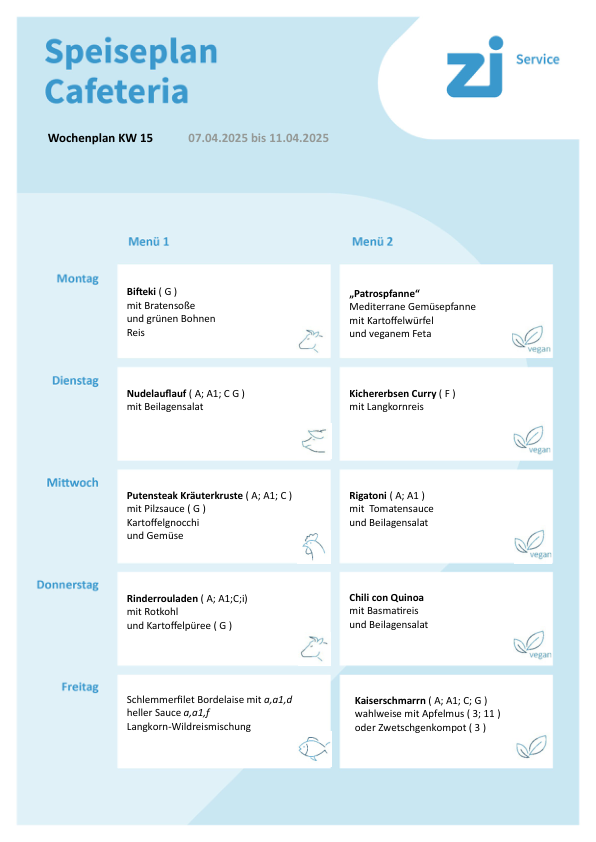 Speiseplan
Cafeteria
zi Service
Wochenplan KW 15 07.04.2025 bis 11.04.2025
Menü 1 Menü 2
Montag
Bifteki ( G )
mit Bratensoße
und grünen Bohnen
Reis
„Patrospfanne“
Mediterrane Gemüsepfanne
mit Kartoffelwürfel
und veganem Feta
vegan
Dienstag
Nudelauflauf ( A; A1; C G )
mit Beilagensalat
Kichererbsen Curry ( F )
mit Langkornreis
vegan
Mittwoch
Putensteak Kräuterkruste ( A; A1; C )
mit Pilzsauce ( G )
Kartoffelgnocchi
und Gemüse
Rigatoni ( A; A1 )
mit Tomatensauce
und Beilagensalat
vegan
Donnerstag
Rinderrouladen ( A; A1;C;i)
mit Rotkohl
und Kartoffelpüree ( G )
Chili con Quinoa
mit Basmatireis
und Beilagensalat
vegan
Freitag
Schlemmerfilet Bordelaise mit a,a1,d
heller Sauce a,a1,f
Langkorn-Wildreismischung
Kaiserschmarrn ( A; A1; C; G )
wahlweise mit Apfelmus ( 3; 11 )
oder Zwetschgenkompot ( 3 )